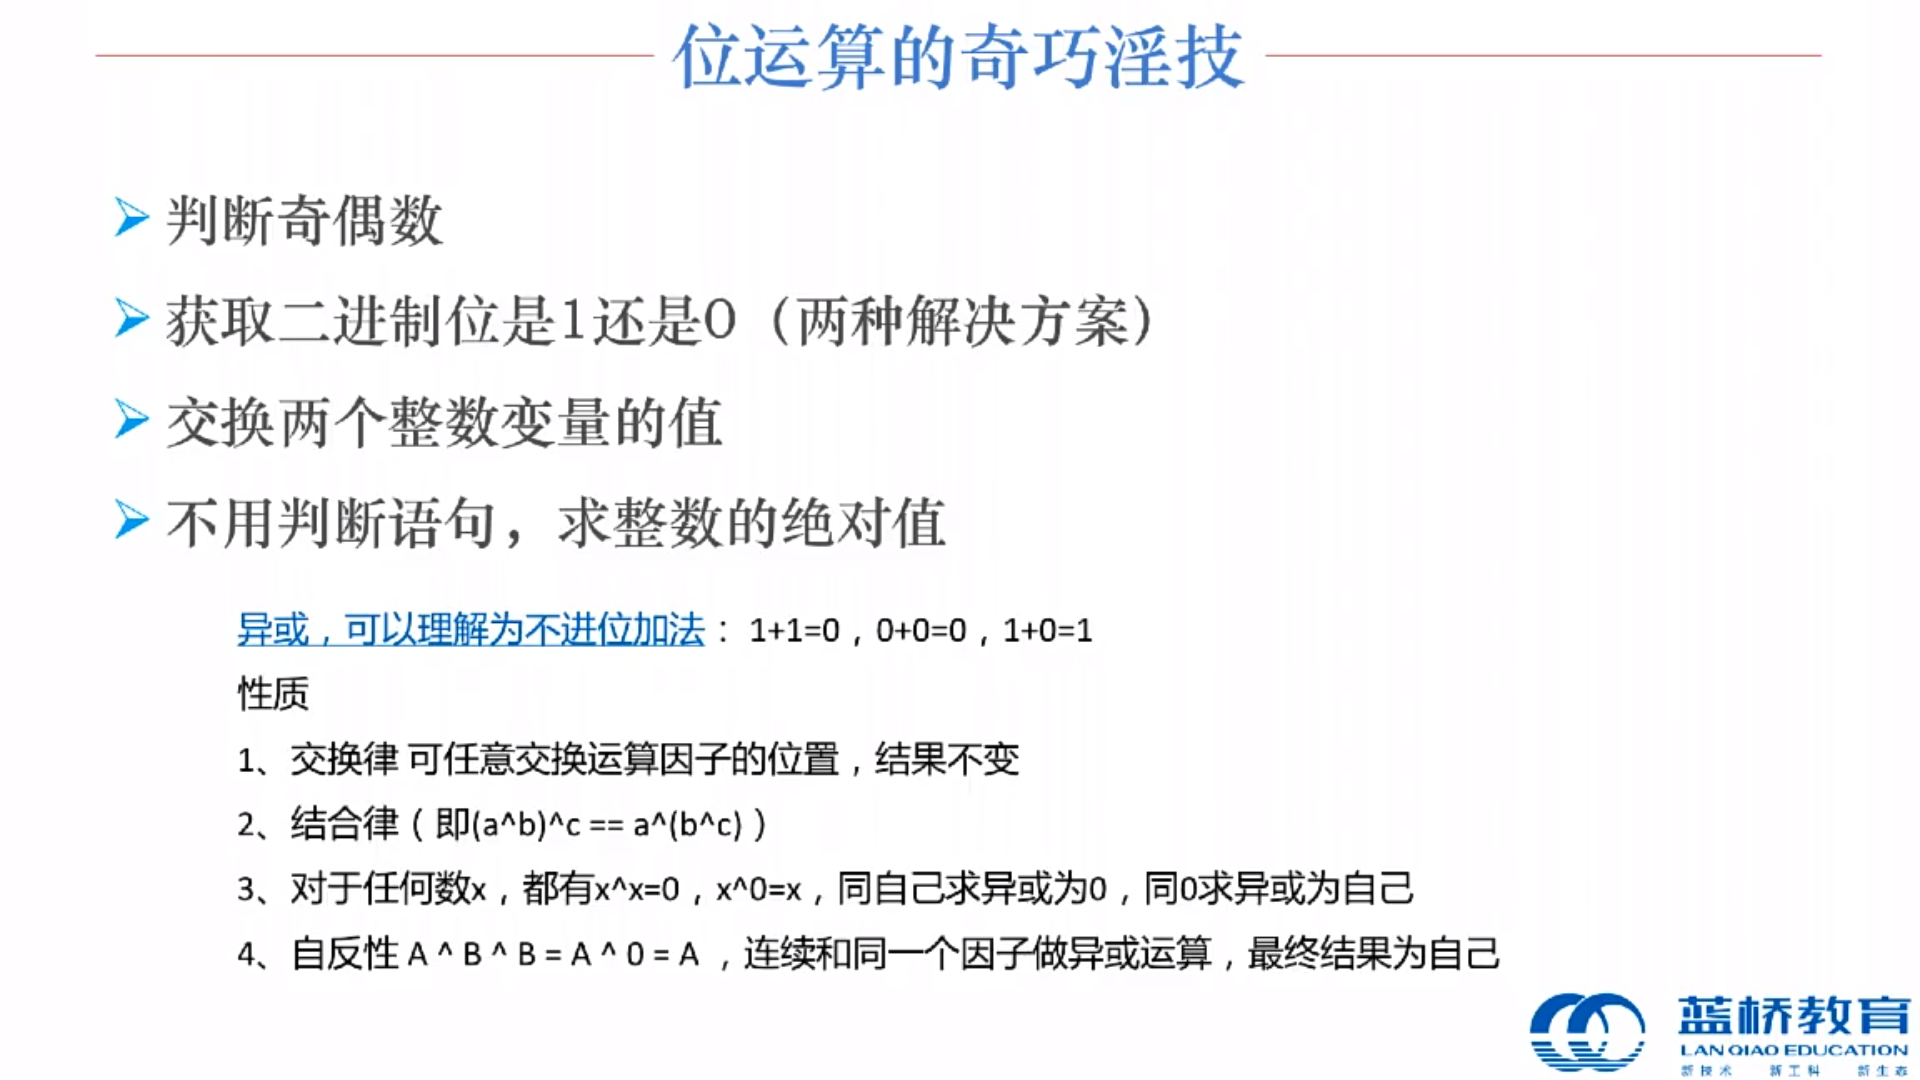 位运算的奇巧淫技
判断奇偶数
获取二进制位是1还是0（两种解决方案）
交换两个整数变量的值
不用判断语句，求整数的绝对值
异或，可以理解为不进位加法： 1+1=0，0+0=0，1+0=1
性质
1、交换律 可任意交换运算因子的位置，结果不变
2、结合律（即(a^b)^c == a^(b^c)）
3、对于任何数x，都有x^x=0，x^0=x，同自己求异或为0，同0求异或为自己
4、自反性 A ^ B ^ B = A ^ 0 = A ，连续和同一个因子做异或运算，最终结果为自己
蓝桥教育
LAN QIAO EDUCATION
新技术 新工科 新生态